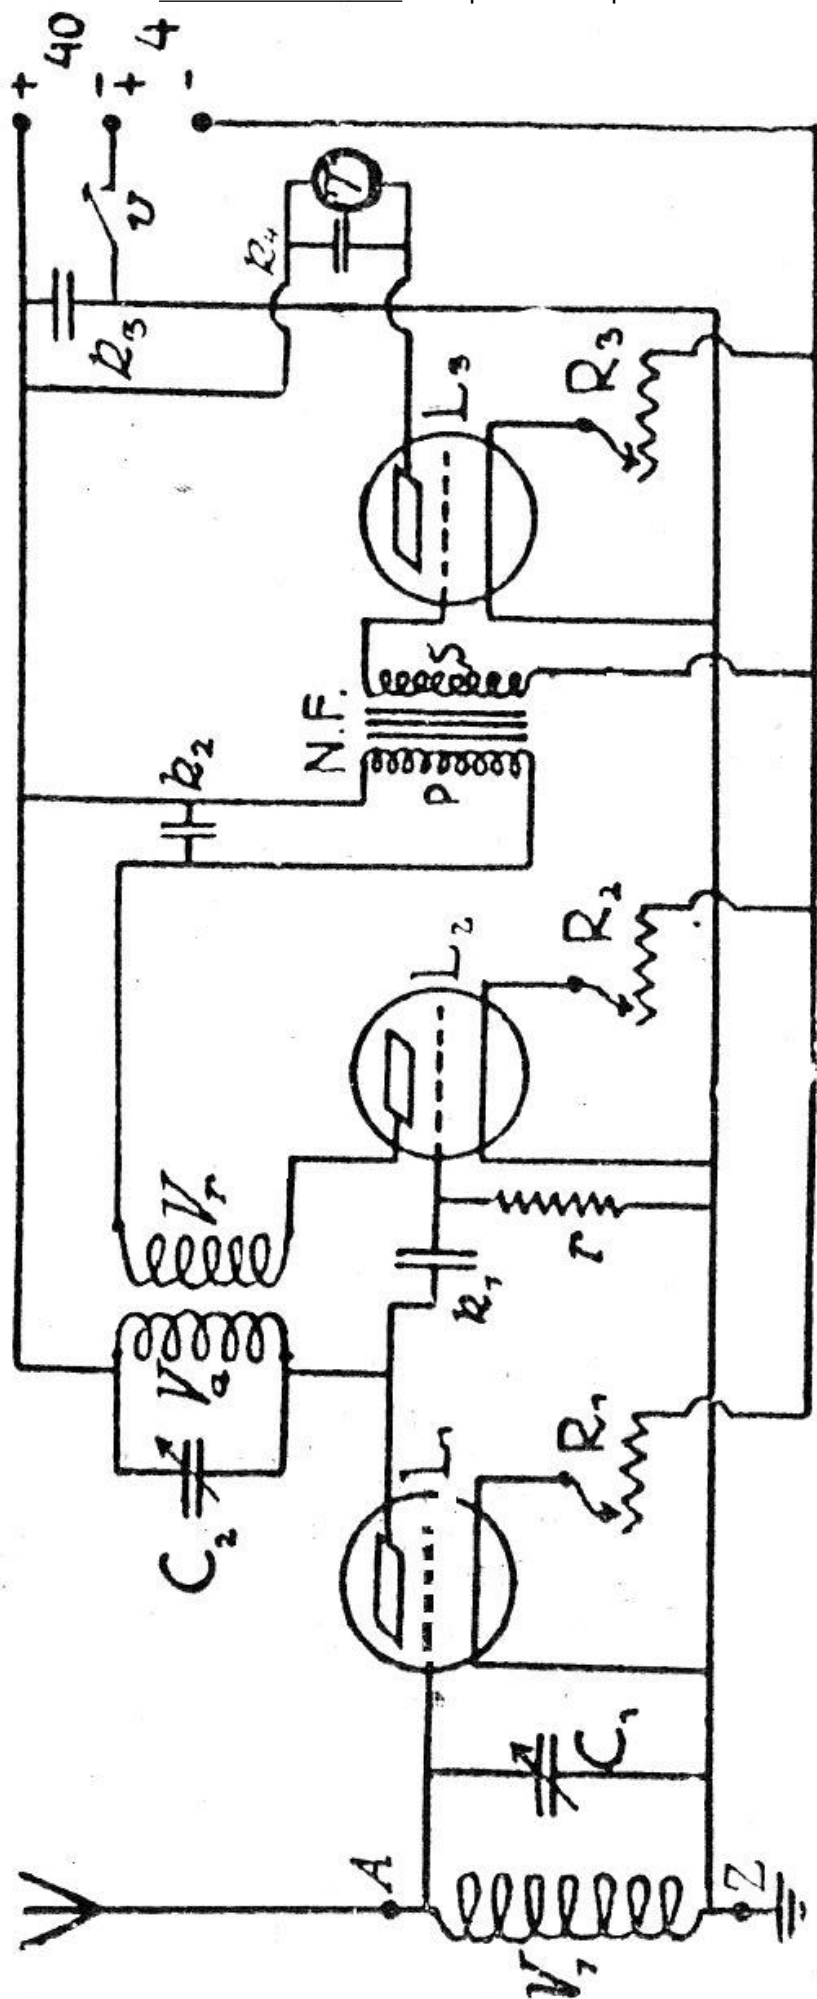 A
Z
V₁
C₁
C₂
Vₐ
Vᵣ
L₁
R₁
k₁
r
L₂
R₂
k₂
N.F.
P
S
L₃
R₃
k₃
k₄
T
v
+
40
-
+
4
-